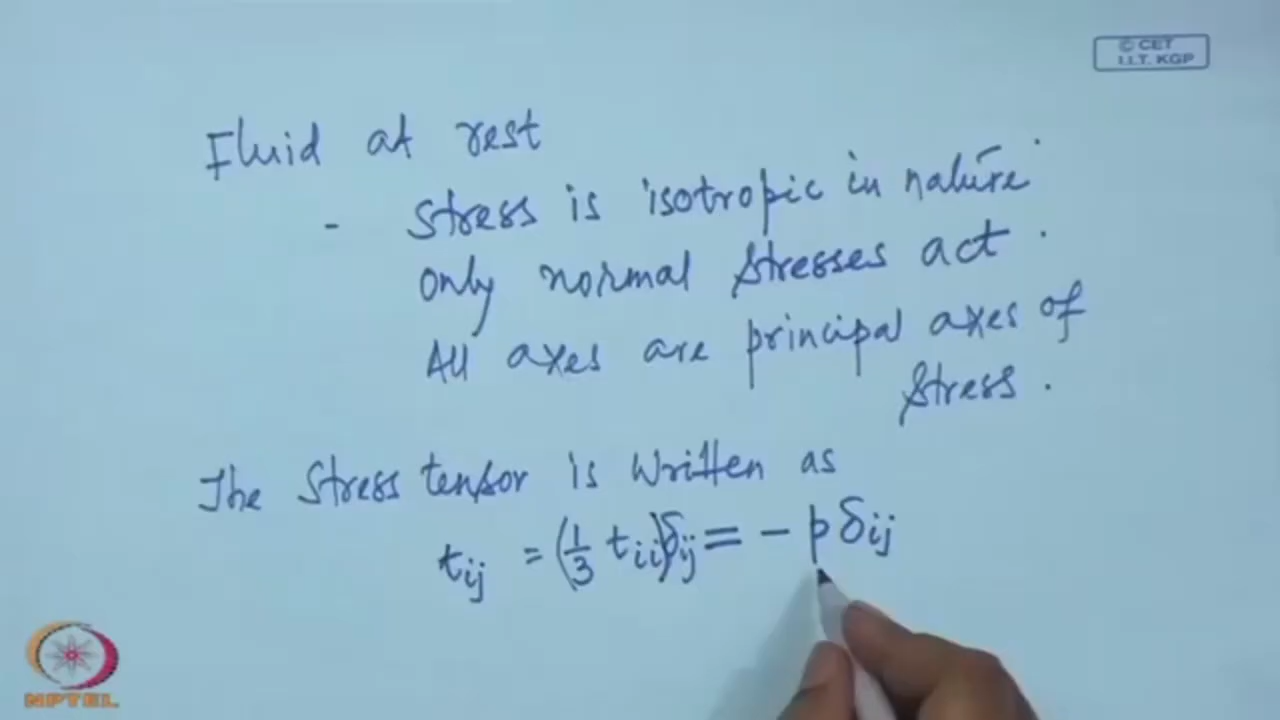 © CET
I.I.T. KGP
Fluid at rest
- Stress is isotropic in nature.
Only normal stresses act.
All axes are principal axes of
stress.
The stress tensor is written as
tij = (1/3 tii)δij = - p δij
NPTEL